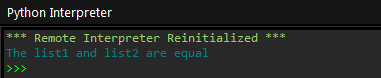 Python Interpreter
*** Remote Interpreter Reinitialized ***
The list1 and list2 are equal
>>>